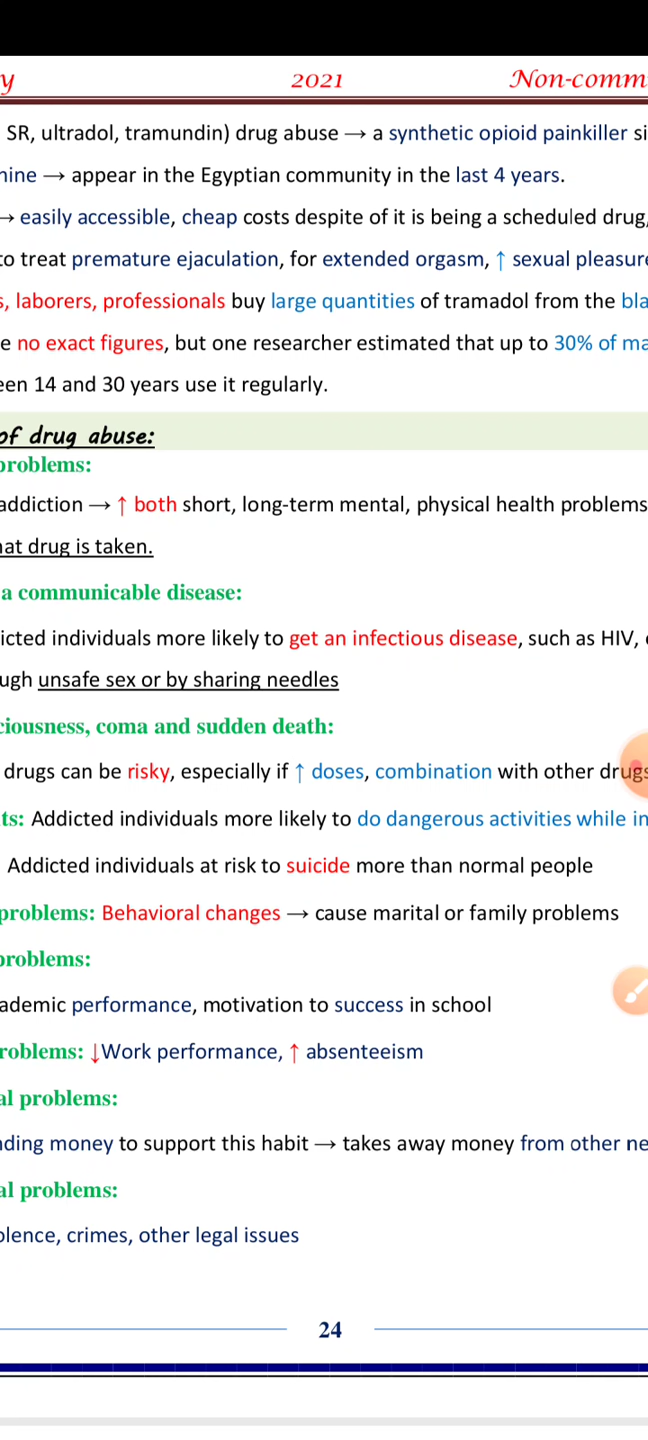 y 2021 Non-comm
SR, ultradol, tramundin) drug abuse → a synthetic opioid painkiller si
nine → appear in the Egyptian community in the last 4 years.
→ easily accessible, cheap costs despite of it is being a scheduled drug,
to treat premature ejaculation, for extended orgasm, ↑ sexual pleasure
s, laborers, professionals buy large quantities of tramadol from the bla
e no exact figures, but one researcher estimated that up to 30% of ma
een 14 and 30 years use it regularly.
of drug abuse:
problems:
addiction → ↑ both short, long-term mental, physical health problems
hat drug is taken.
a communicable disease:
icted individuals more likely to get an infectious disease, such as HIV,
ugh unsafe sex or by sharing needles
ciousness, coma and sudden death:
drugs can be risky, especially if ↑ doses, combination with other drugs
ts: Addicted individuals more likely to do dangerous activities while in
Addicted individuals at risk to suicide more than normal people
problems: Behavioral changes → cause marital or family problems
problems:
ademic performance, motivation to success in school
roblems: ↓Work performance, ↑ absenteeism
al problems:
nding money to support this habit → takes away money from other ne
al problems:
olence, crimes, other legal issues
24